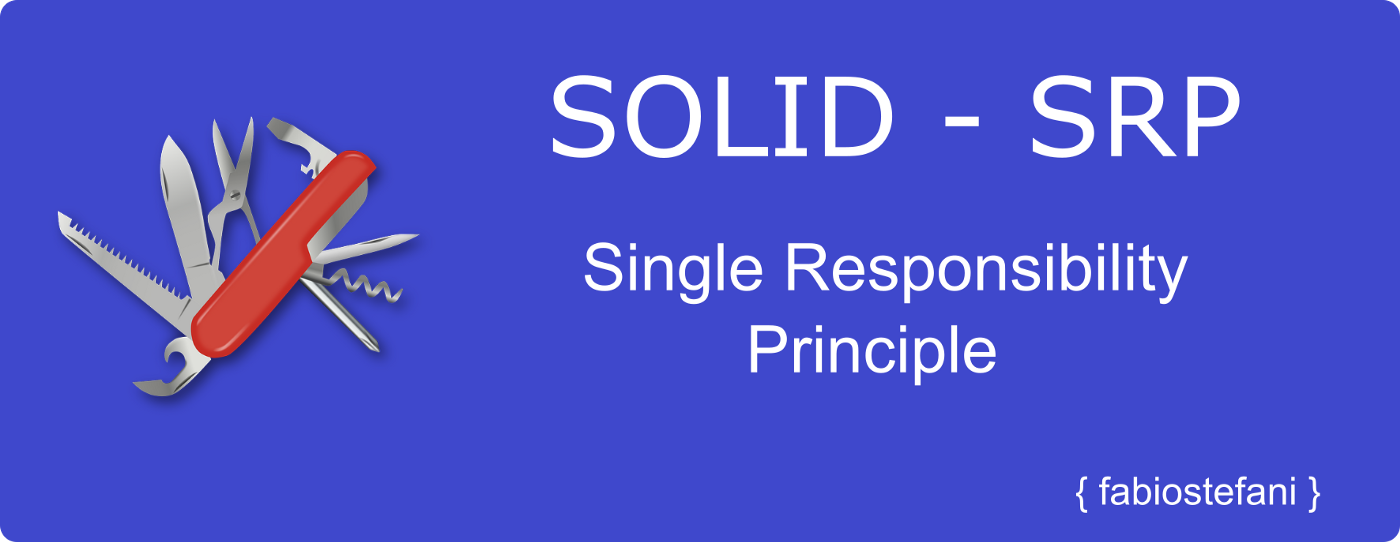 SOLID - SRP
Single Responsibility
Principle
{ fabiostefani }